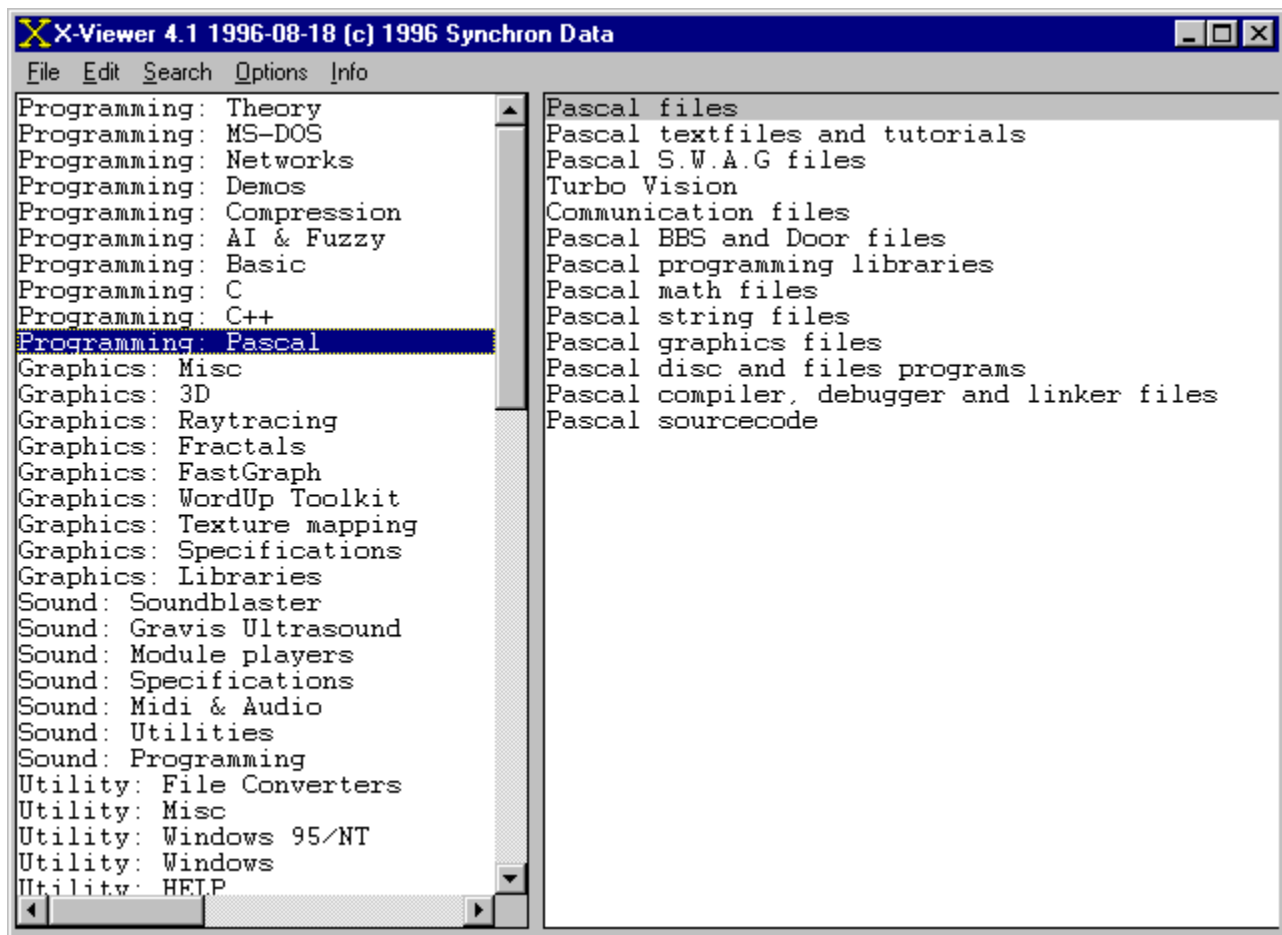 X-Viewer 4.1 1996-08-18 (c) 1996 Synchron Data
File Edit Search Options Info
Programming: Theory
Programming: MS-DOS
Programming: Networks
Programming: Demos
Programming: Compression
Programming: AI & Fuzzy
Programming: Basic
Programming: C
Programming: C++
Programming: Pascal
Graphics: Misc
Graphics: 3D
Graphics: Raytracing
Graphics: Fractals
Graphics: FastGraph
Graphics: WordUp Toolkit
Graphics: Texture mapping
Graphics: Specifications
Graphics: Libraries
Sound: Soundblaster
Sound: Gravis Ultrasound
Sound: Module players
Sound: Specifications
Sound: Midi & Audio
Sound: Utilities
Sound: Programming
Utility: File Converters
Utility: Misc
Utility: Windows 95/NT
Utility: Windows
Utility: HELP
Pascal files
Pascal textfiles and tutorials
Pascal S.W.A.G files
Turbo Vision
Communication files
Pascal BBS and Door files
Pascal programming libraries
Pascal math files
Pascal string files
Pascal graphics files
Pascal disc and files programs
Pascal compiler, debugger and linker files
Pascal sourcecode